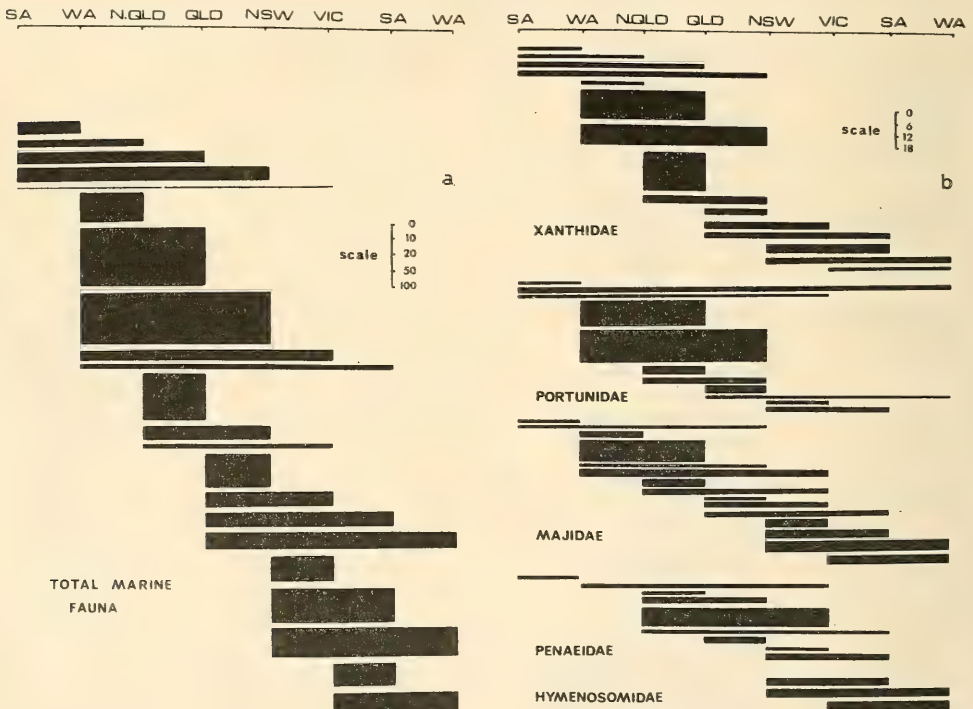 SA WA N.QLD QLD NSW VIC SA WA
a
scale
0
10
20
50
100
TOTAL MARINE
FAUNA
SA WA N.QLD QLD NSW VIC SA WA
scale
0
6
12
18
b
XANTHIDAE
PORTUNIDAE
MAJIDAE
PENAEIDAE
HYMENOSOMIDAE